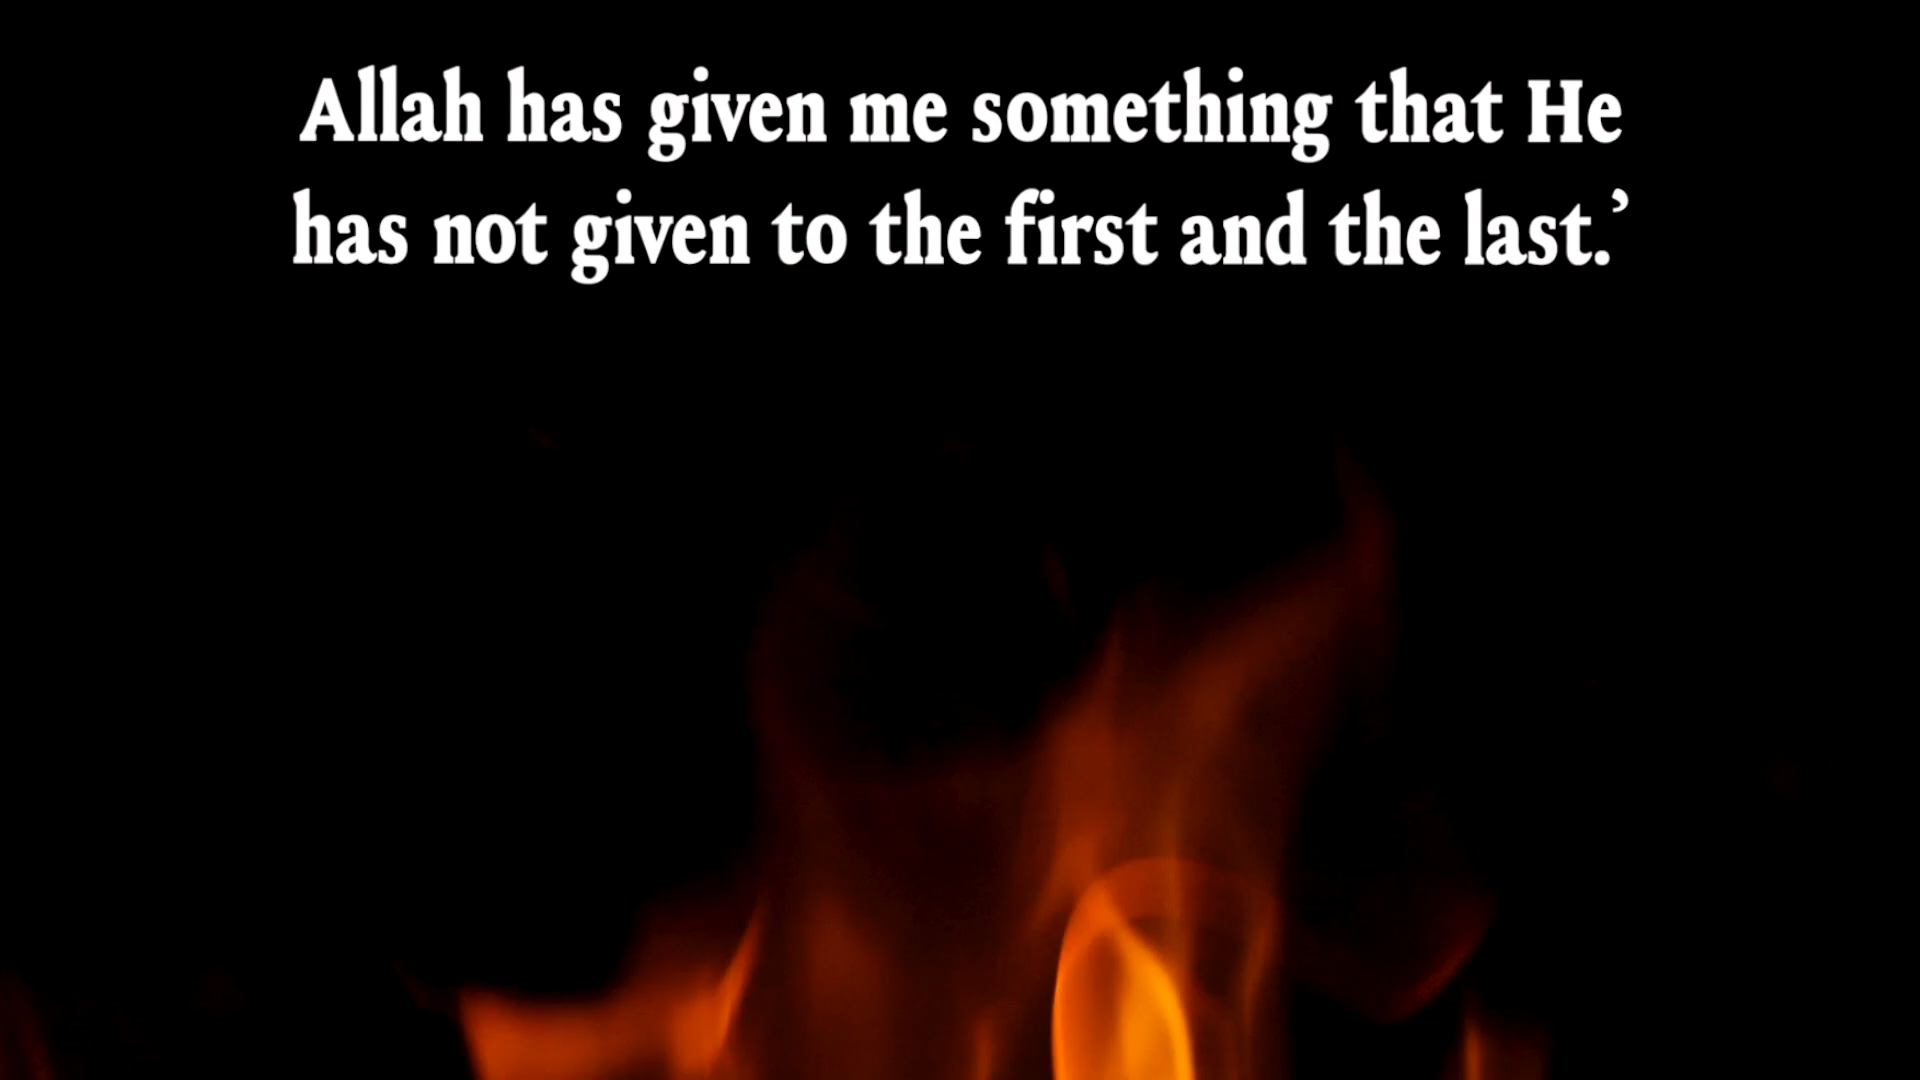 Allah has given me something that He
has not given to the first and the last.’